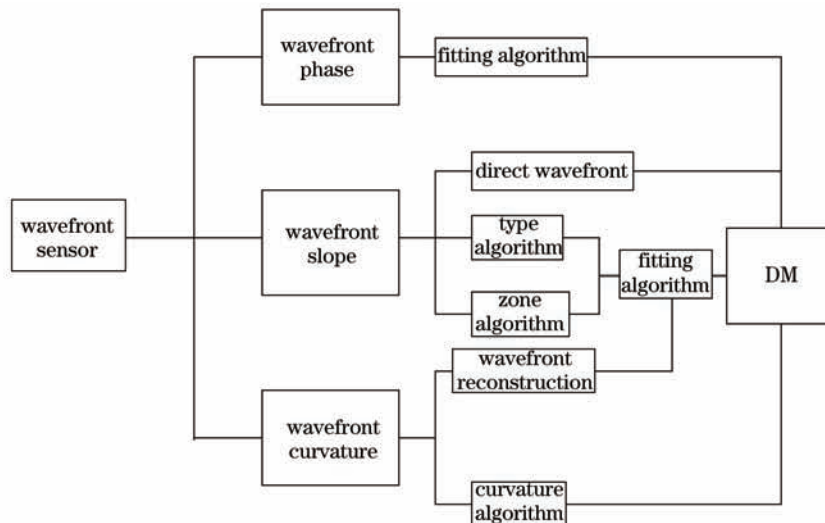 wavefront
phase
fitting algorithm
direct wavefront
wavefront
sensor
wavefront
slope
type
algorithm
fitting
algorithm
DM
zone
algorithm
wavefront
reconstruction
wavefront
curvature
curvature
algorithm